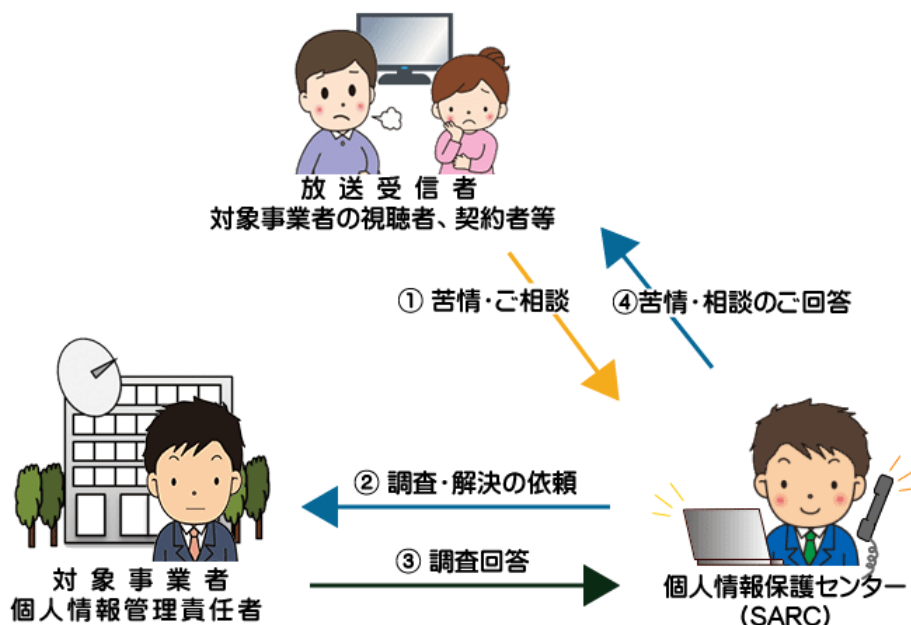 放送受信者
対象事業者の視聴者、契約者等
① 苦情・ご相談
④苦情・相談のご回答
② 調査・解決の依頼
③ 調査回答
対象事業者
個人情報管理責任者
個人情報保護センター
(SARC)